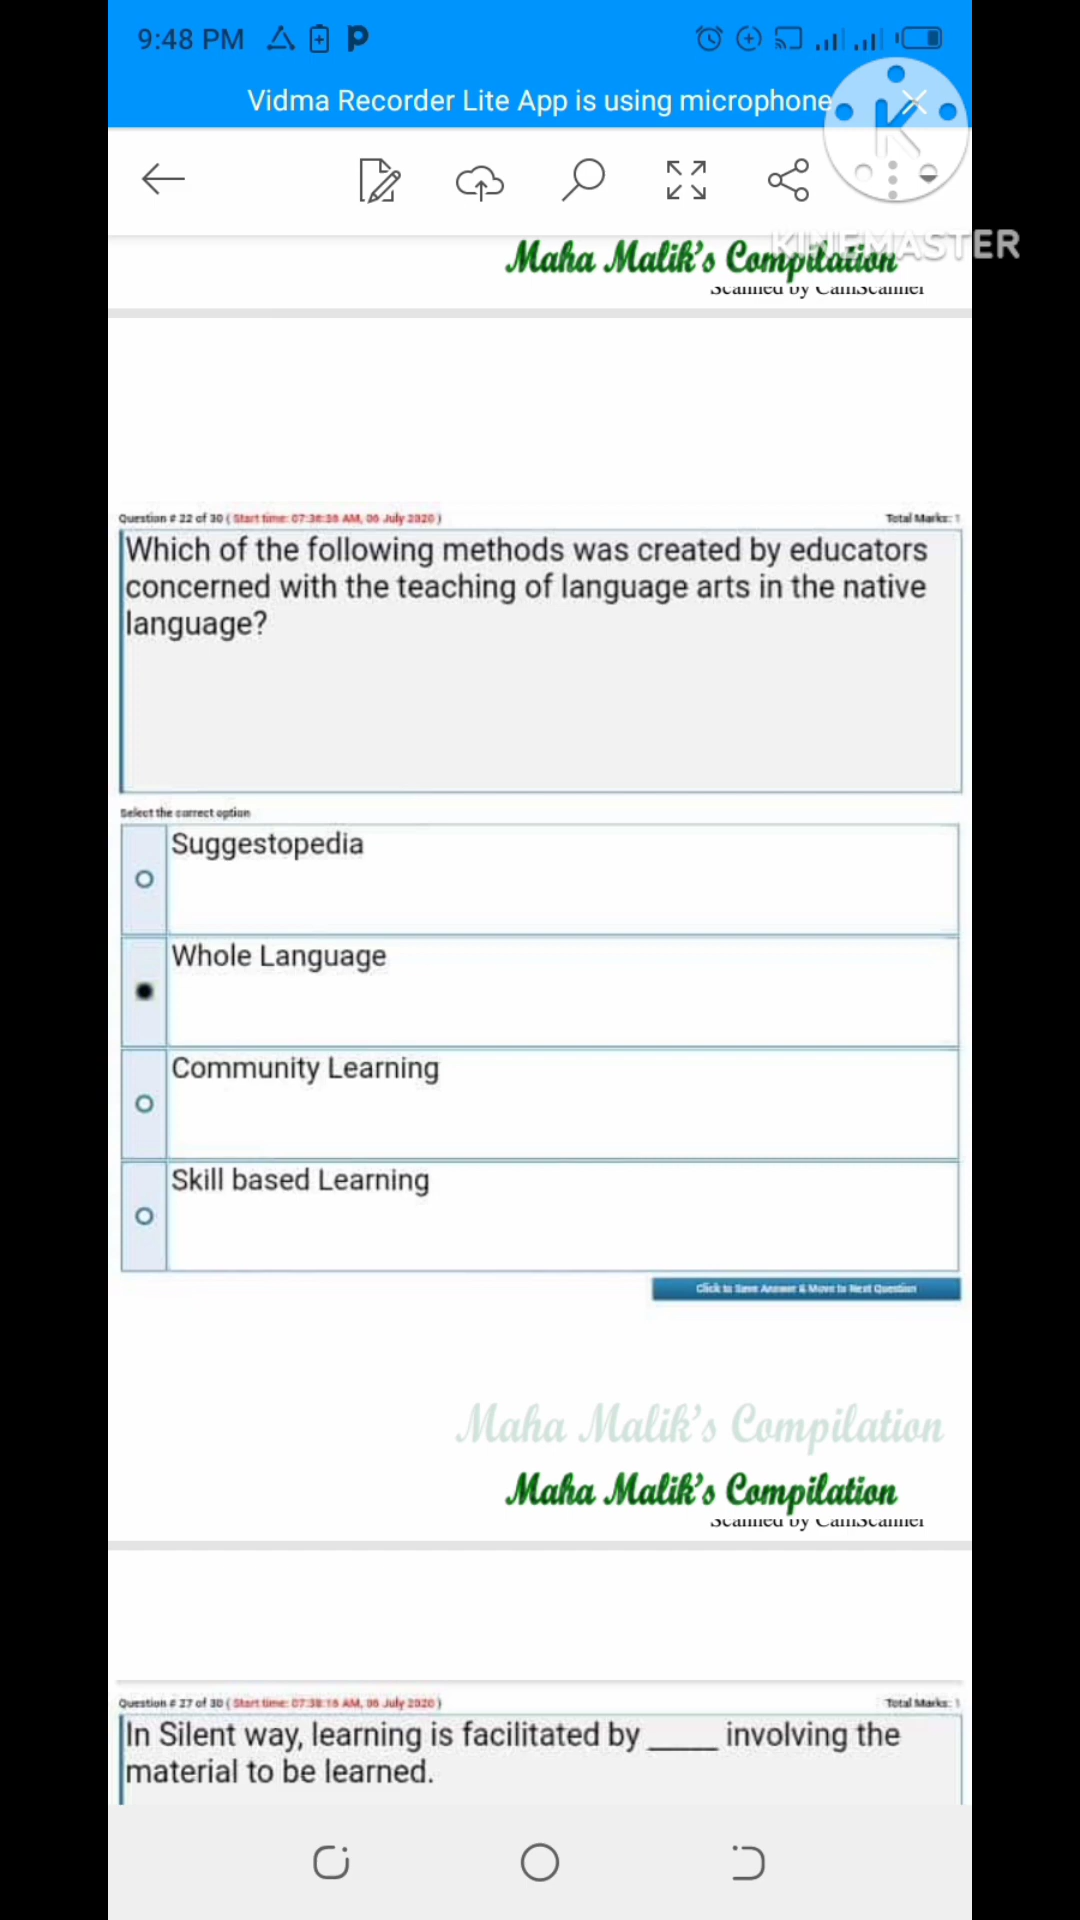 9:48 PM
Vidma Recorder Lite App is using microphone
KINEMASTER
Maha Malik's Compilation
Scanned by CamScanner
Question # 22 of 30 ( Start time: 07:36:36 AM, 06 July 2020 )
Total Marks: 1
Which of the following methods was created by educators
concerned with the teaching of language arts in the native
language?
Select the correct option
Suggestopedia
Whole Language
Community Learning
Skill based Learning
Click to Save Answer & Move to Next Question
Maha Malik's Compilation
Maha Malik's Compilation
Scanned by CamScanner
Question # 27 of 30 ( Start time: 07:38:16 AM, 06 July 2020 )
Total Marks: 1
In Silent way, learning is facilitated by _____ involving the
material to be learned.